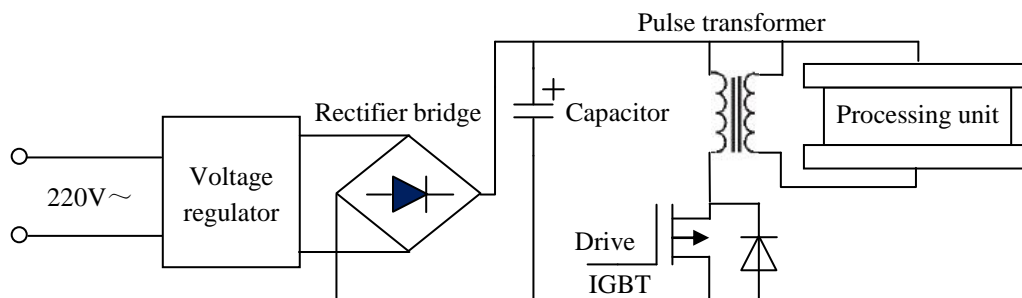 Pulse transformer
Rectifier bridge
Capacitor
Processing unit
Voltage
regulator
220V～
Drive
IGBT